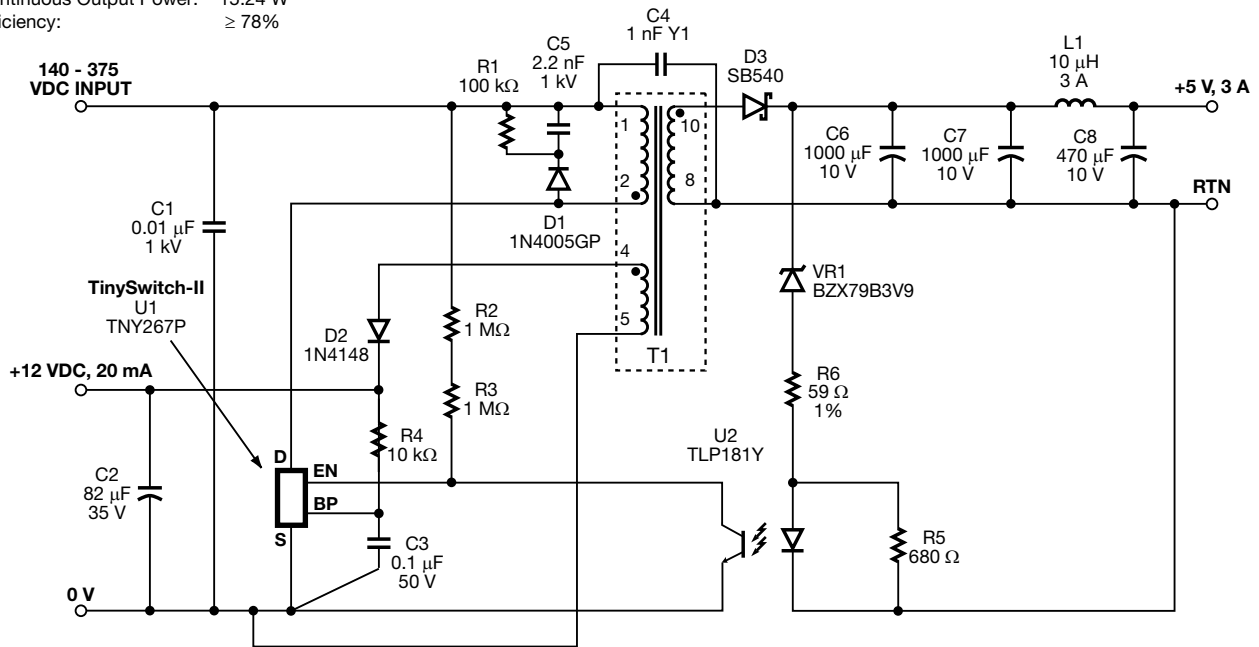 15.24 W
≥ 78%
C4
1 nF Y1
C5
2.2 nF
1 kV
R1
100 kΩ
D3
SB540
L1
10 µH
3 A
140 - 375
VDC INPUT
+5 V, 3 A
1
10
2
8
C6
1000 µF
10 V
C7
1000 µF
10 V
C8
470 µF
10 V
RTN
C1
0.01 µF
1 kV
D1
1N4005GP
4
5
T1
VR1
BZX79B3V9
TinySwitch-II
U1
TNY267P
D2
1N4148
R2
1 MΩ
+12 VDC, 20 mA
R3
1 MΩ
R6
59 Ω
1%
R4
10 kΩ
U2
TLP181Y
D
EN
BP
S
C2
82 µF
35 V
C3
0.1 µF
50 V
R5
680 Ω
0 V